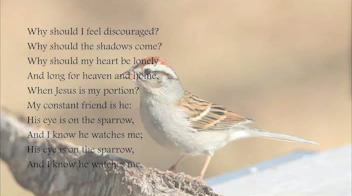 Why should I feel discouraged?
Why should the shadows come?
Why should my heart be lonely
And long for heaven and home,
When Jesus is my portion?
My constant friend is he:
His eye is on the sparrow,
And I know he watches me;
His eye is on the sparrow,
And I know he watches me.